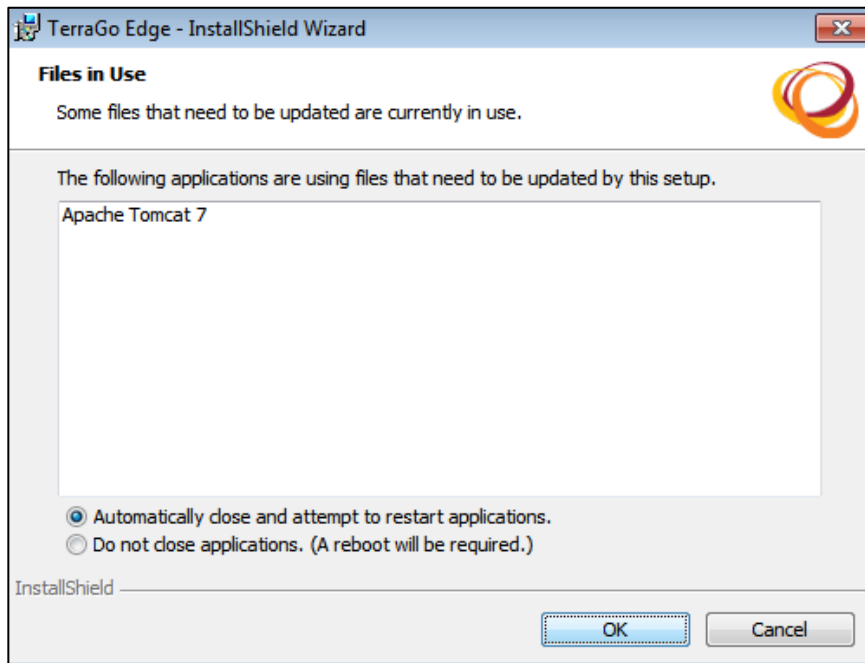 TerraGo Edge - InstallShield Wizard
Files in Use
Some files that need to be updated are currently in use.
The following applications are using files that need to be updated by this setup.
Apache Tomcat 7
Automatically close and attempt to restart applications.
Do not close applications. (A reboot will be required.)
InstallShield
OK
Cancel